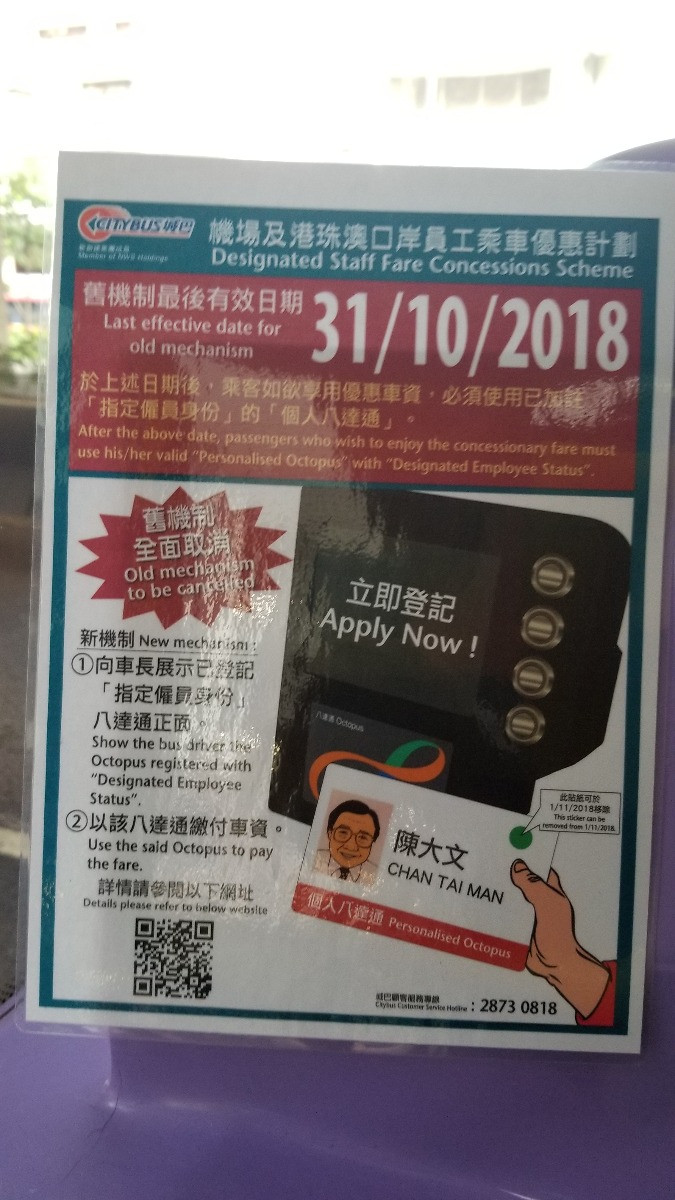 CITYBUS 城巴
Member of NWS Holdings
機場及港珠澳口岸員工乘車優惠計劃
Designated Staff Fare Concessions Scheme
舊機制最後有效日期
Last effective date for
old mechanism
31/10/2018
於上述日期後，乘客如欲享用優惠車資，必須使用已加註
「指定僱員身份」的「個人八達通」。
After the above date, passengers who wish to enjoy the concessionary fare must
use his/her valid "Personalised Octopus" with "Designated Employee Status".
舊機制
全面取消
Old mechanism
to be cancelled
立即登記
Apply Now !
新機制 New mechanism :
①向車長展示已登記
「指定僱員身份」
八達通正面。
Show the bus driver the
Octopus registered with
"Designated Employee
Status".
②以該八達通繳付車資。
Use the said Octopus to pay
the fare.
詳情請參閱以下網址
Details please refer to below website
八達通 Octopus
此貼紙可於
1/11/2018移除
This sticker can be
removed from 1/11/2018.
陳大文
CHAN TAI MAN
個人八達通 Personalised Octopus
城巴顧客服務專線
Citybus Customer Service Hotline : 2873 0818